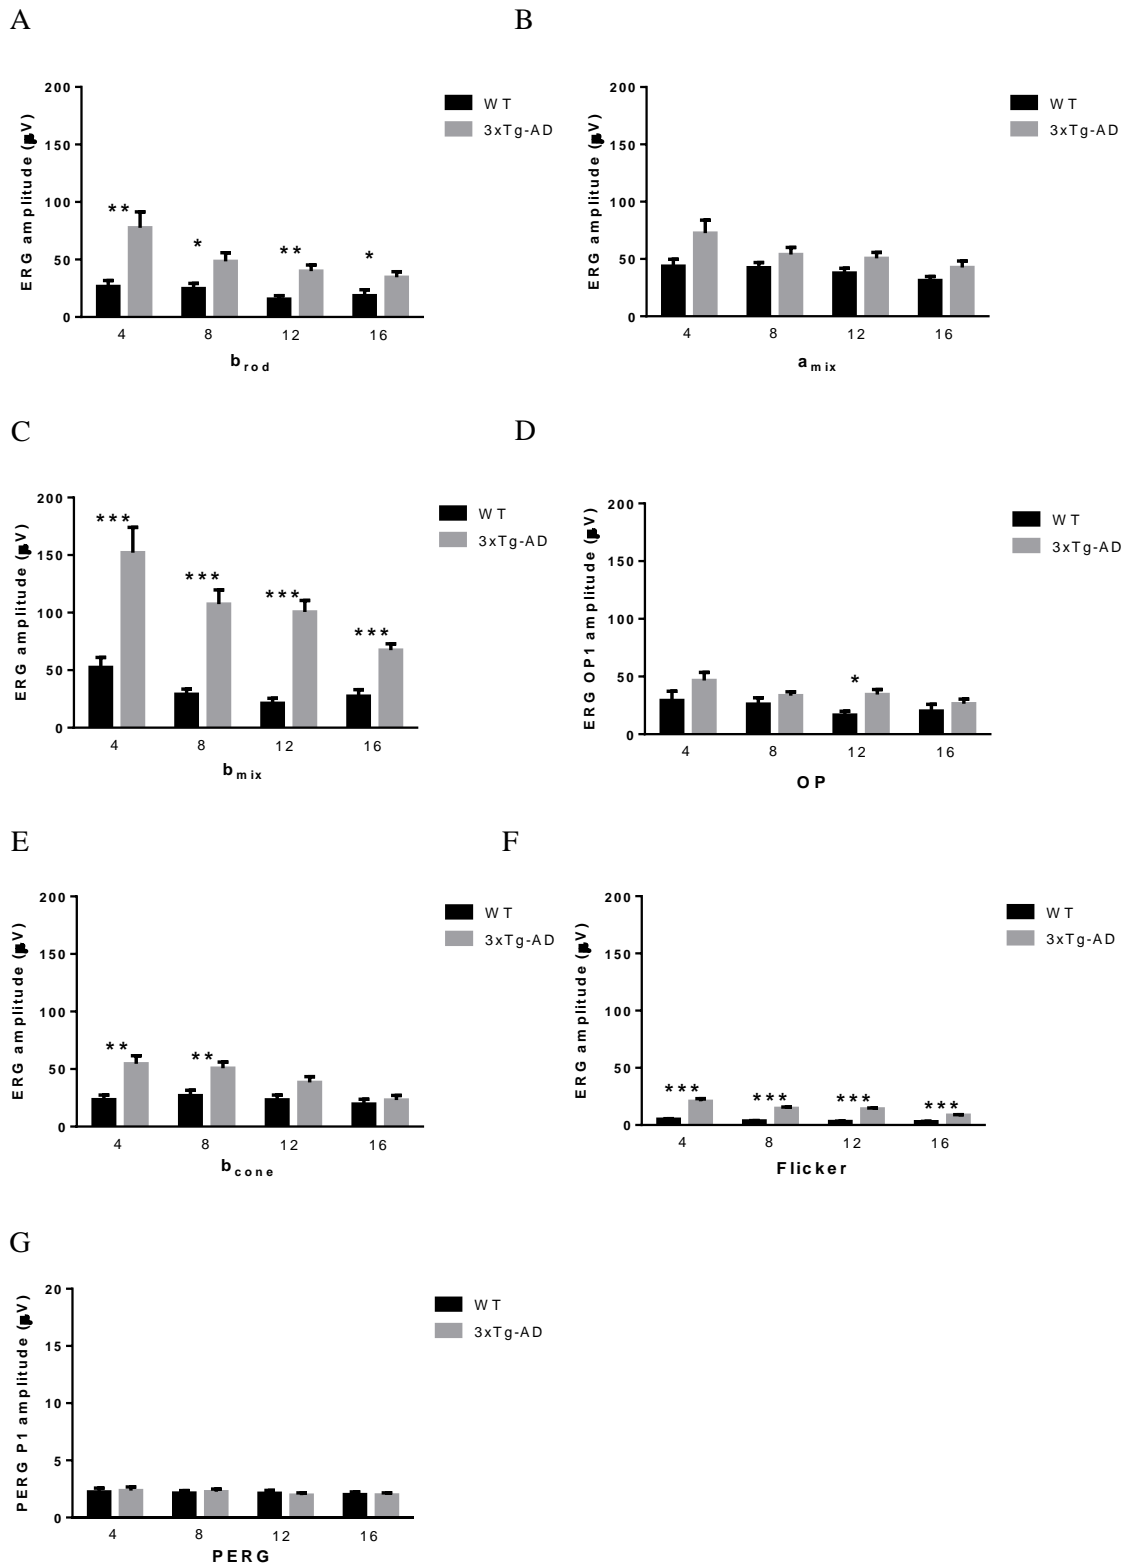 A
B
200
150
100
50
0
ERG amplitude (μV)
WT
3xTg-AD
**
*
**
*
4 8 12 16
b rod
200
150
100
50
0
ERG amplitude (μV)
WT
3xTg-AD
4 8 12 16
a mix
C
D
200
150
100
50
0
ERG amplitude (μV)
WT
3xTg-AD
***
***
***
***
4 8 12 16
b mix
200
150
100
50
0
ERG OP1 amplitude (μV)
WT
3xTg-AD
*
4 8 12 16
OP
E
F
200
150
100
50
0
ERG amplitude (μV)
WT
3xTg-AD
**
**
4 8 12 16
b cone
200
150
100
50
0
ERG amplitude (μV)
WT
3xTg-AD
***
***
***
***
4 8 12 16
Flicker
G
20
15
10
5
0
PERG P1 amplitude (μV)
WT
3xTg-AD
4 8 12 16
PERG